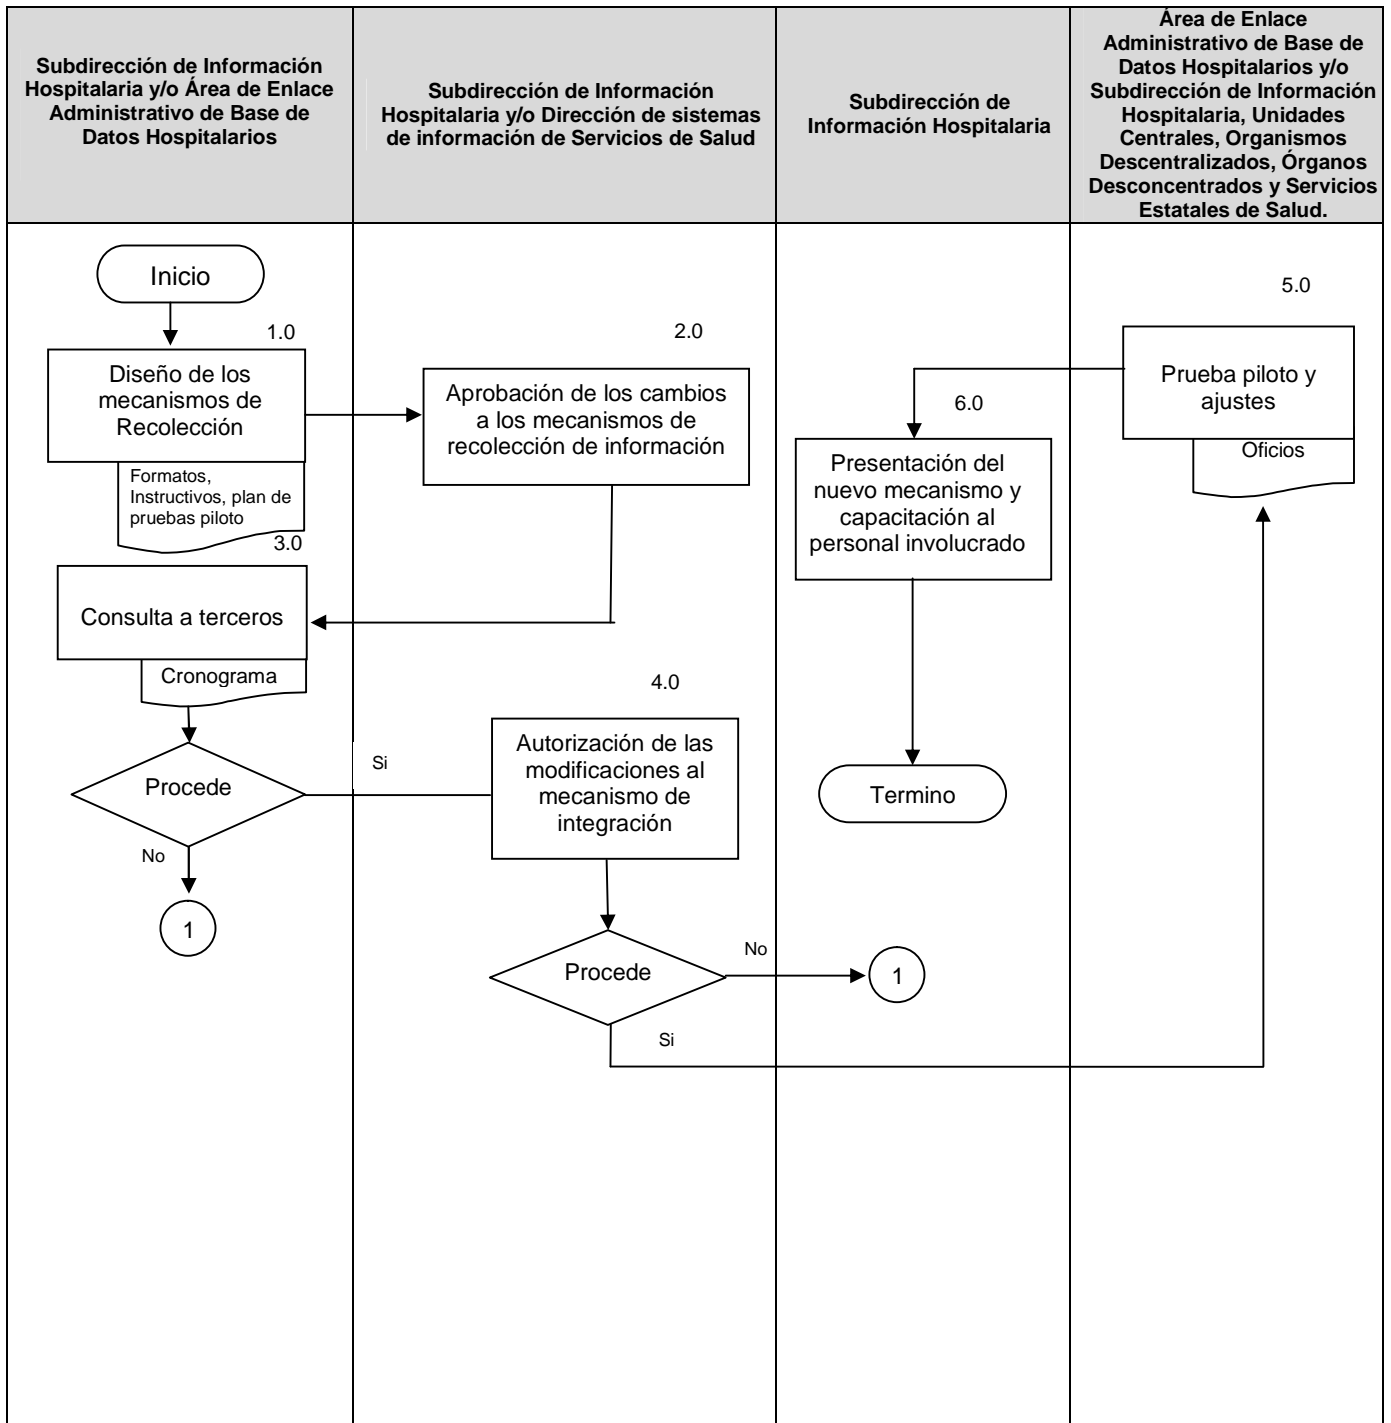 Subdirección de Información
Hospitalaria y/o Área de Enlace
Administrativo de Base de
Datos Hospitalarios
Subdirección de Información
Hospitalaria y/o Dirección de sistemas
de información de Servicios de Salud
Subdirección de
Información Hospitalaria
Área de Enlace
Administrativo de Base de
Datos Hospitalarios y/o
Subdirección de Información
Hospitalaria, Unidades
Centrales, Organismos
Descentralizados, Órganos
Desconcentrados y Servicios
Estatales de Salud.
Inicio
1.0
Diseño de los
mecanismos de
Recolección
Formatos,
Instructivos, plan de
pruebas piloto
2.0
Aprobación de los cambios
a los mecanismos de
recolección de información
3.0
Consulta a terceros
Cronograma
Procede
Si
No
1
4.0
Autorización de las
modificaciones al
mecanismo de
integración
Procede
No
1
Si
5.0
Prueba piloto y
ajustes
Oficios
6.0
Presentación del
nuevo mecanismo y
capacitación al
personal involucrado
Termino